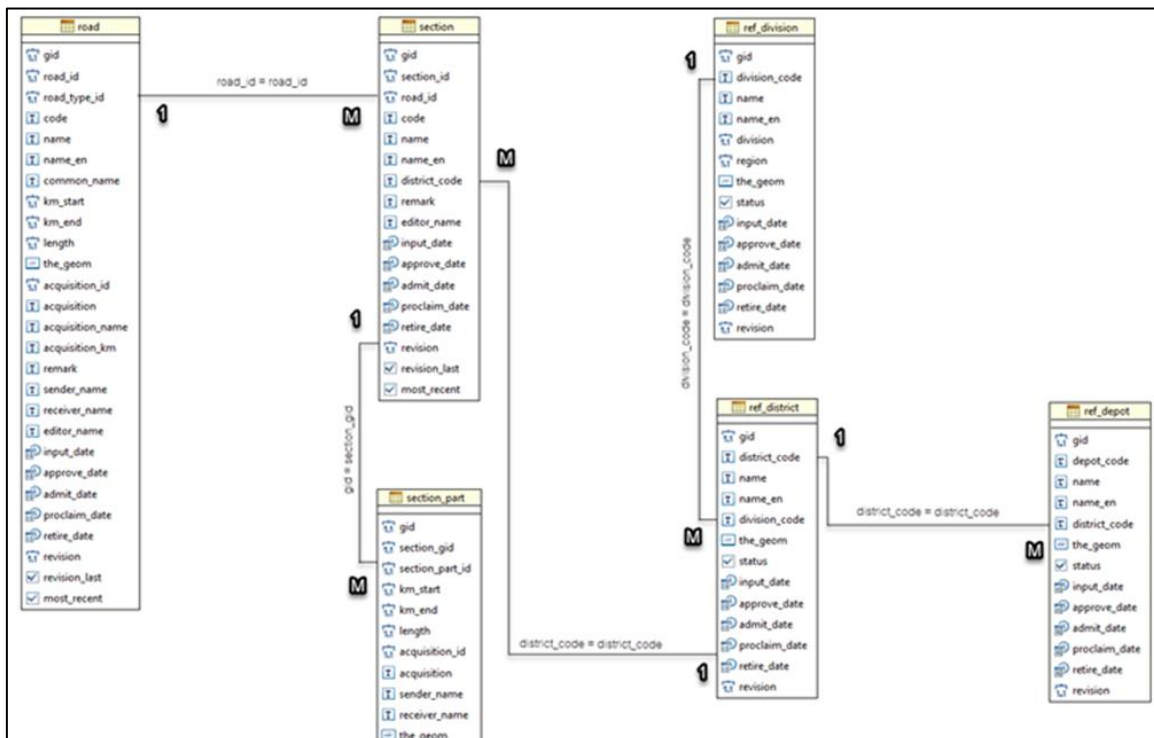 road
gid
road_id
road_type_id
code
name
name_en
common_name
km_start
km_end
length
the_geom
acquisition_id
acquisition
acquisition_name
acquisition_km
remark
sender_name
receiver_name
editor_name
input_date
approve_date
admit_date
proclaim_date
retire_date
revision
revision_last
most_recent
road_id = road_id
1
M
section
gid
section_id
road_id
code
name
name_en
district_code
remark
editor_name
input_date
approve_date
admit_date
proclaim_date
retire_date
revision
revision_last
most_recent
M
1
gid = section_gid
M
section_part
gid
section_gid
section_part_id
km_start
km_end
length
acquisition_id
acquisition
sender_name
receiver_name
the_geom
district_code = district_code
1
ref_division
gid
division_code
name
name_en
division
region
the_geom
status
input_date
approve_date
admit_date
proclaim_date
retire_date
revision
1
division_code = division_code
M
ref_district
gid
district_code
name
name_en
division_code
the_geom
status
input_date
approve_date
admit_date
proclaim_date
retire_date
revision
1
district_code = district_code
M
ref_depot
gid
depot_code
name
name_en
district_code
the_geom
status
input_date
approve_date
admit_date
proclaim_date
retire_date
revision